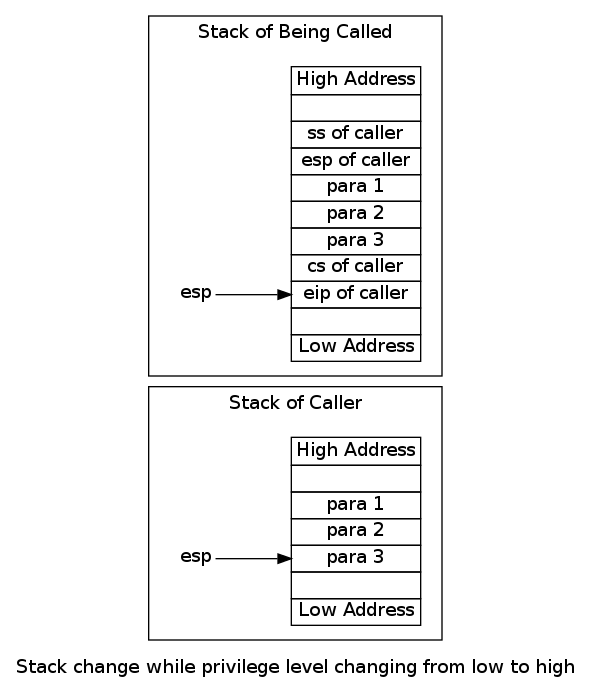 Stack of Being Called
High Address
ss of caller
esp of caller
para 1
para 2
para 3
cs of caller
esp
eip of caller
Low Address
Stack of Caller
High Address
para 1
para 2
esp
para 3
Low Address
Stack change while privilege level changing from low to high